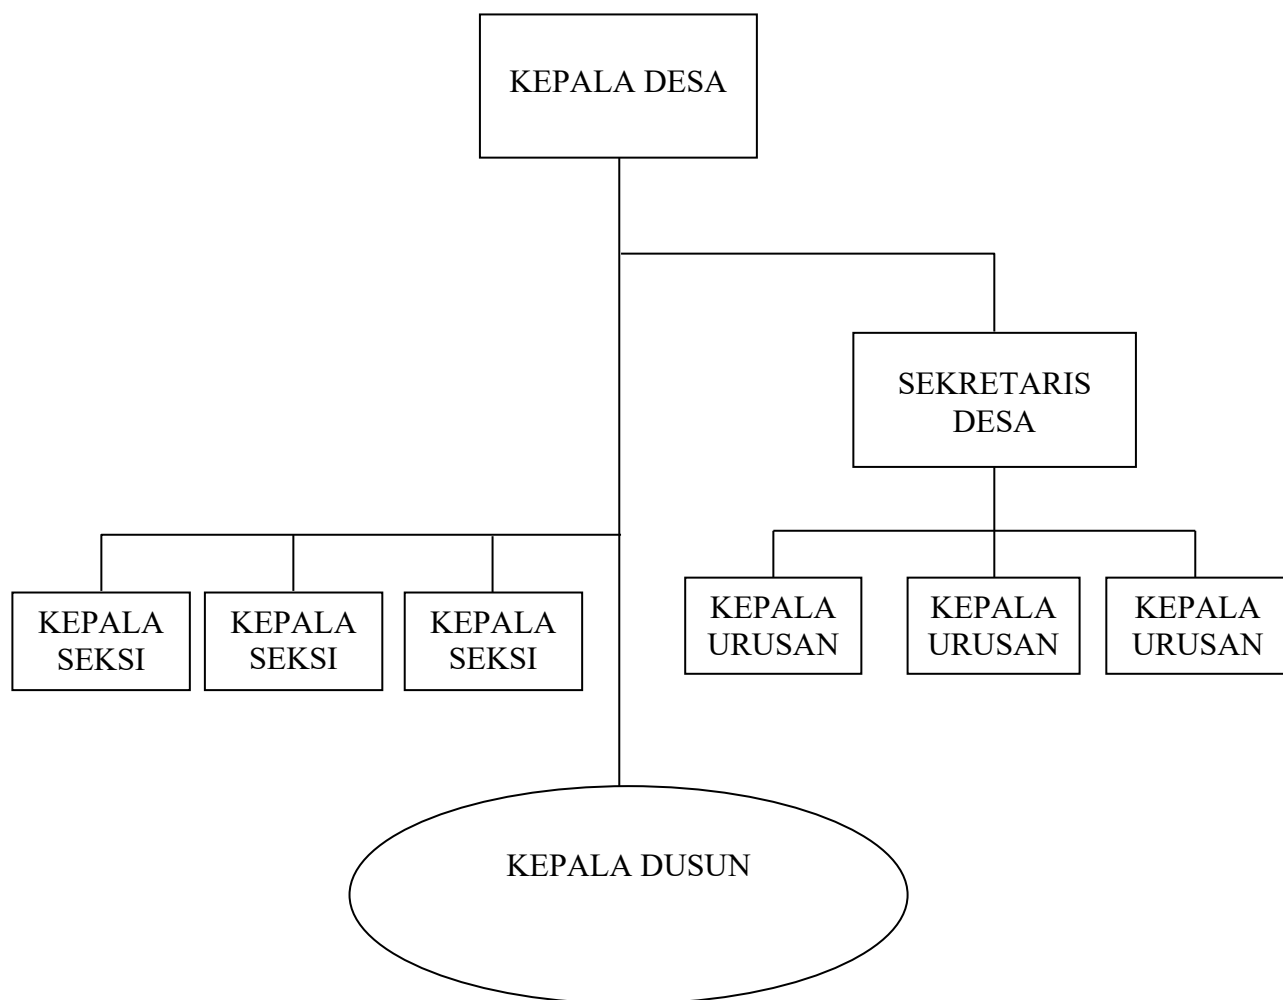 KEPALA DESA
SEKRETARIS
DESA
KEPALA
SEKSI
KEPALA
SEKSI
KEPALA
SEKSI
KEPALA
URUSAN
KEPALA
URUSAN
KEPALA
URUSAN
KEPALA DUSUN